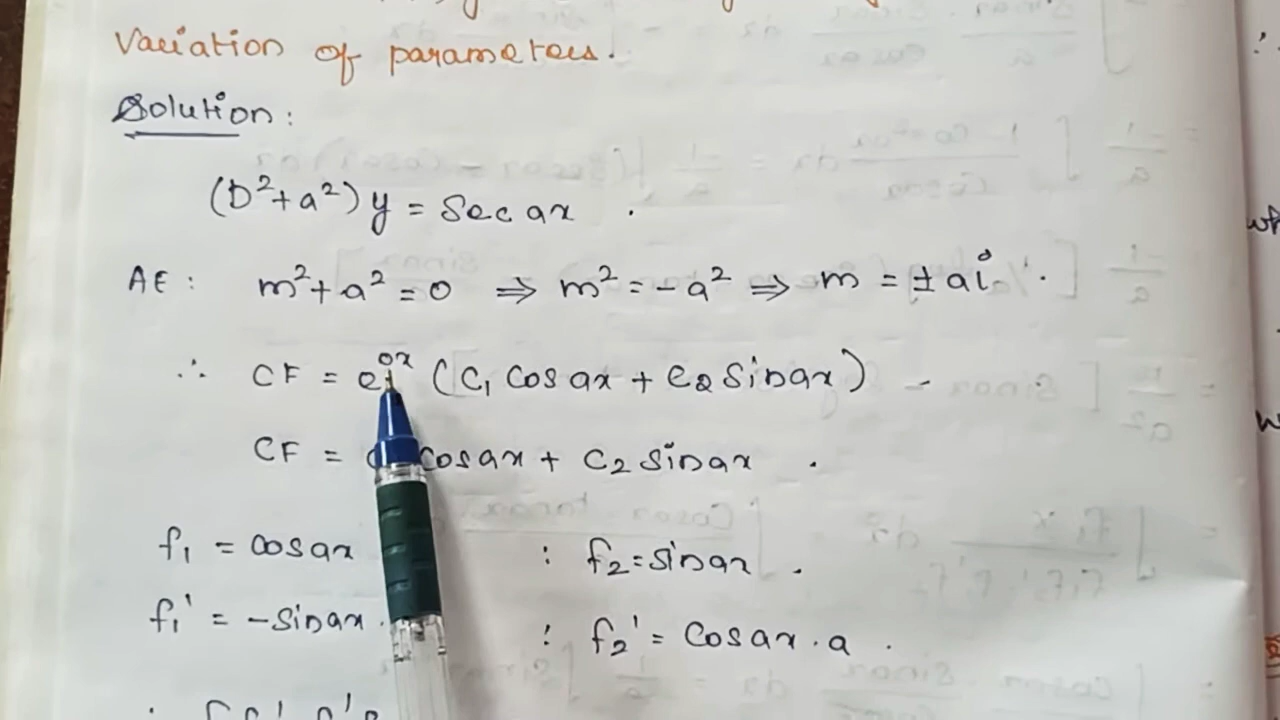 Variation of parameters.
Solution:
(D²+a²)y = Sec ax .
AE: m²+a²=0 ⇒ m²=-a² ⇒ m = ±ai .
∴ CF = e⁰ˣ (C₁ Cos ax + C₂ Sin ax)
CF = Cos ax + C₂ Sin ax .
f₁ = Cos ax : f₂ = Sin ax .
f₁' = -Sin ax . : f₂' = Cos ax . a .